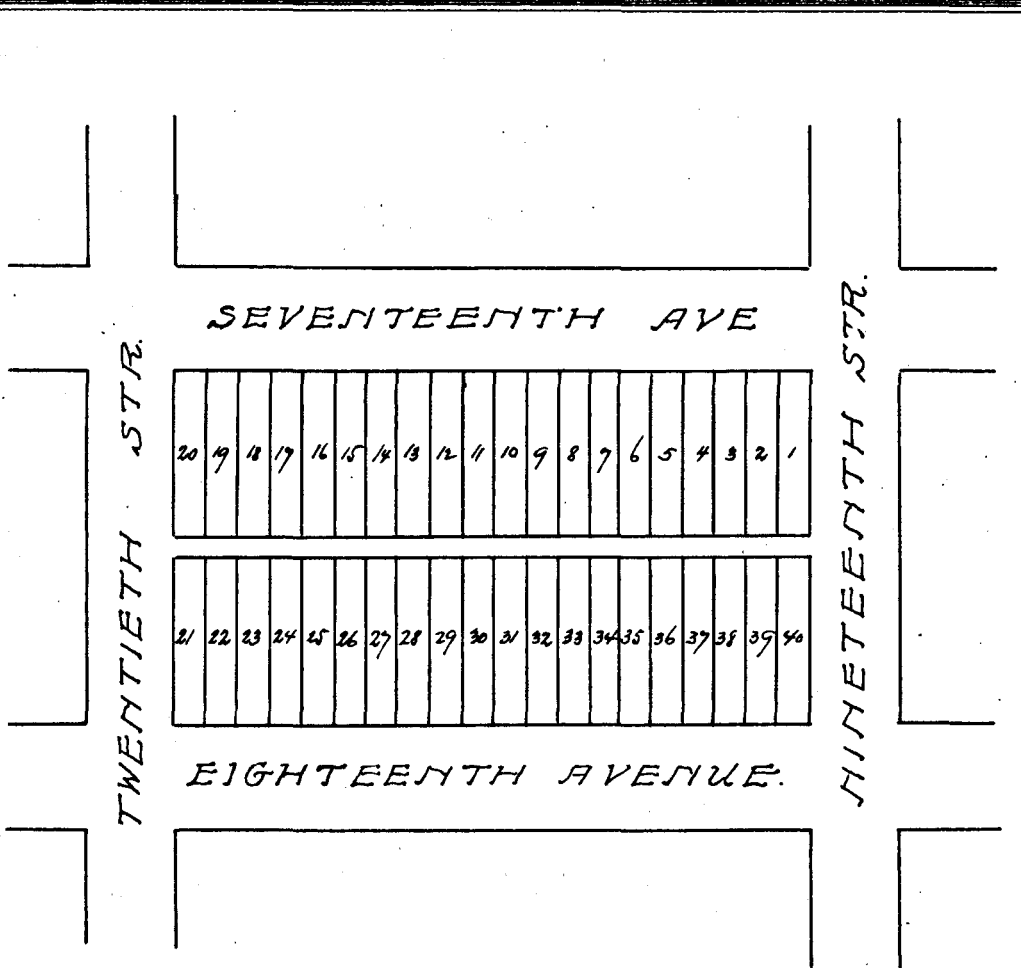 SEVENTEENTH AVE
TWENTIETH STR.
NINETEENTH STR.
20 19 18 17 16 15 14 13 12 11 10 9 8 7 6 5 4 3 2 1
21 22 23 24 25 26 27 28 29 30 31 32 33 34 35 36 37 38 39 40
EIGHTEENTH AVENUE.